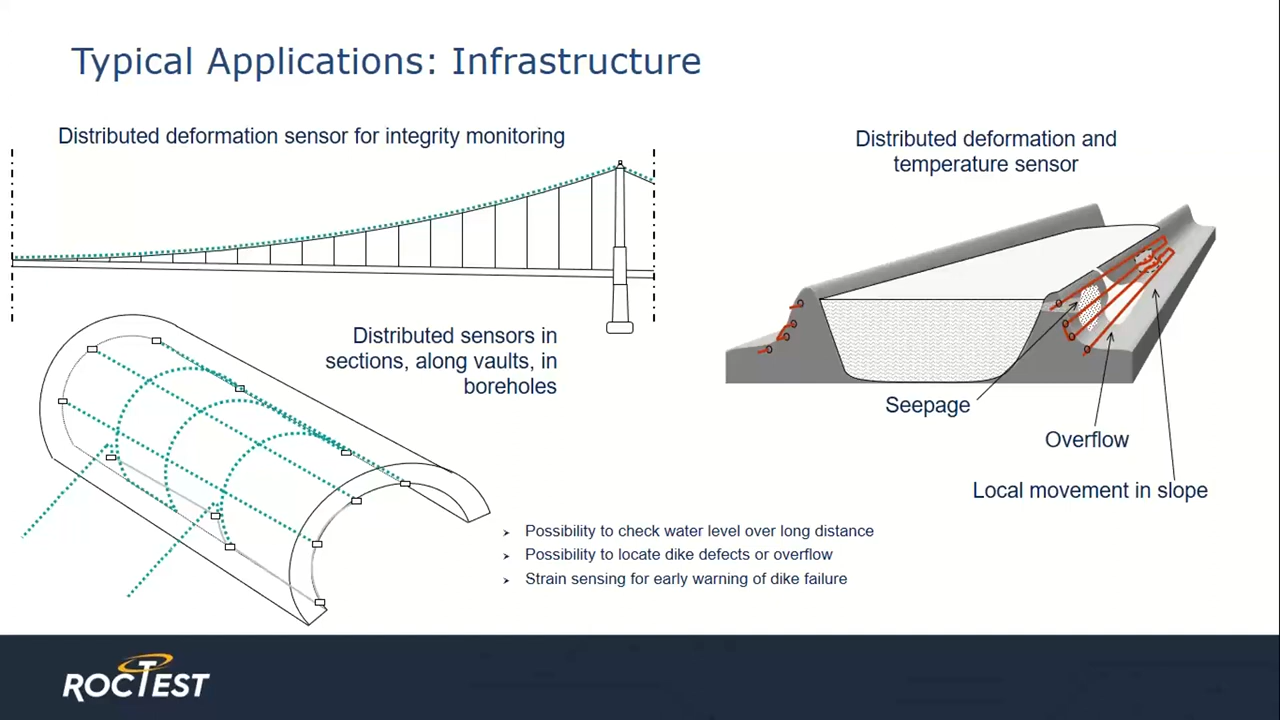 Typical Applications: Infrastructure
Distributed deformation sensor for integrity monitoring
Distributed deformation and
temperature sensor
Distributed sensors in
sections, along vaults, in
boreholes
Seepage
Overflow
Local movement in slope
Possibility to check water level over long distance
Possibility to locate dike defects or overflow
Strain sensing for early warning of dike failure
ROCTEST